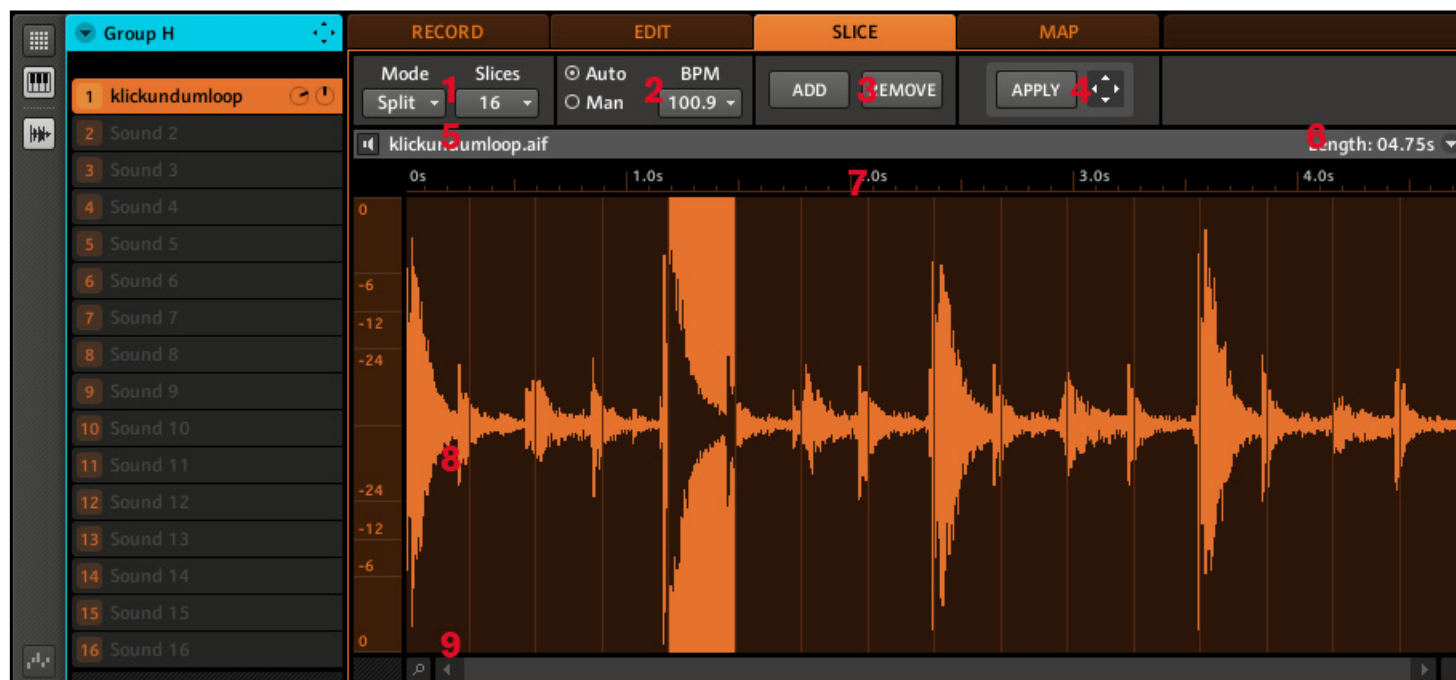 Group H
RECORD EDIT SLICE MAP
Mode Slices Auto BPM
1 2 3 4
Split 16 Man 100.9 ADD REMOVE APPLY
1 klickundumloop
5 6
klickundumloop.aif Length: 04.75s
2 Sound 2
3 Sound 3
4 Sound 4
5 Sound 5
6 Sound 6
7 Sound 7
8 Sound 8
9 Sound 9
10 Sound 10
11 Sound 11
12 Sound 12
13 Sound 13
14 Sound 14
15 Sound 15
16 Sound 16
0s 1.0s 2.0s 3.0s 4.0s
7
0
-6
-12
-24
8
-24
-12
-6
0
9